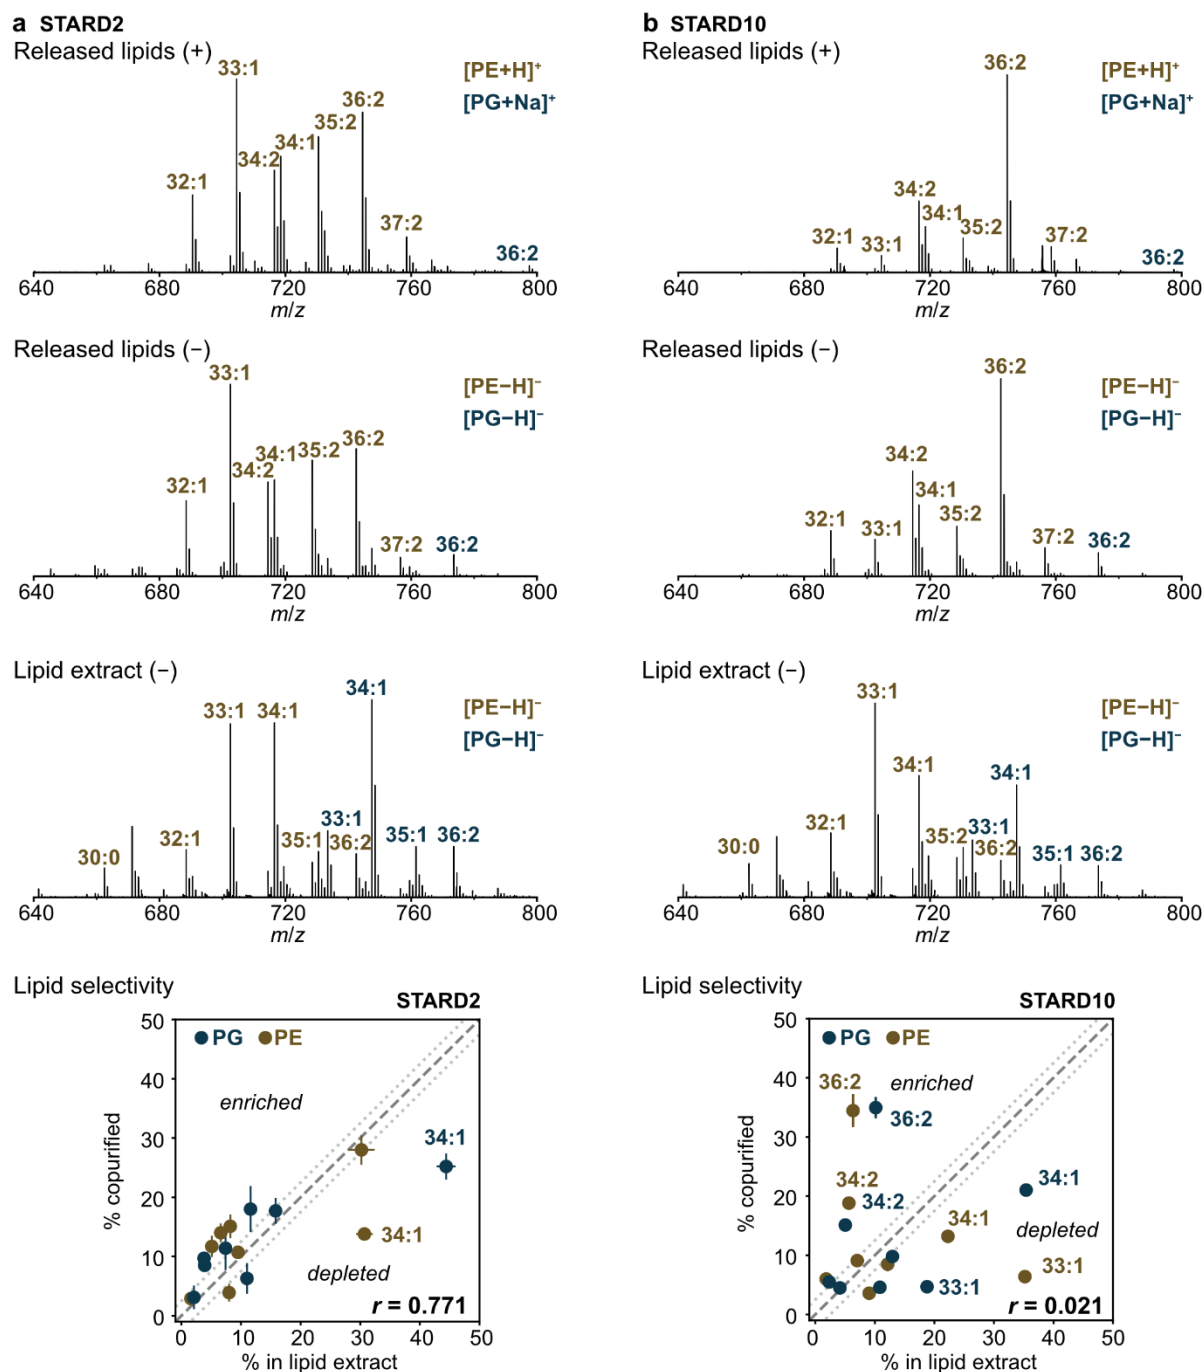 a STARD2
Released lipids (+)
[PE+H]⁺
[PG+Na]⁺
33:1
36:2
35:2
34:1
34:2
32:1
37:2
36:2
640 680 720 760 800
m/z
Released lipids (−)
[PE−H]⁻
[PG−H]⁻
33:1
34:1 35:2 36:2
34:2
32:1
37:2 36:2
640 680 720 760 800
m/z
Lipid extract (−)
[PE−H]⁻
[PG−H]⁻
34:1
33:1 34:1
33:1
32:1 35:1 36:2 35:1 36:2
30:0
640 680 720 760 800
m/z
Lipid selectivity
STARD2
PG PE
enriched
34:1
34:1
depleted
r = 0.771
50
40
30
20
10
0
% copurified
0 10 20 30 40 50
% in lipid extract
b STARD10
Released lipids (+)
[PE+H]⁺
[PG+Na]⁺
36:2
34:2
34:1
35:2
32:1 33:1 37:2
36:2
640 680 720 760 800
m/z
Released lipids (−)
[PE−H]⁻
[PG−H]⁻
36:2
34:2
34:1
32:1 35:2
33:1 37:2 36:2
640 680 720 760 800
m/z
Lipid extract (−)
[PE−H]⁻
[PG−H]⁻
33:1
34:1 34:1
32:1 35:2 33:1
30:0 36:2 35:1 36:2
640 680 720 760 800
m/z
Lipid selectivity
STARD10
PG PE
36:2 enriched
36:2
34:2
34:2
34:1
34:1
depleted
33:1
33:1
r = 0.021
50
40
30
20
10
0
% copurified
0 10 20 30 40 50
% in lipid extract